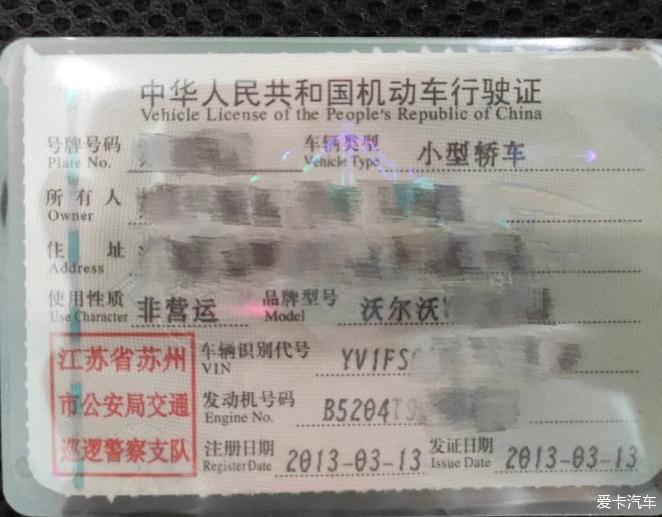 中华人民共和国机动车行驶证
Vehicle License of the People's Republic of China
号牌号码 车辆类型 小型轿车
Plate No. Vehicle Type
所有人
Owner
住址
Address
使用性质 非营运 品牌型号 沃尔沃
Use Character Model
江苏省苏州 车辆识别代号 YV1FS
VIN
市公安局交通 发动机号码 B5204T
Engine No.
巡逻警察支队 注册日期 2013-03-13 发证日期 2013-03-13
Register Date Issue Date
爱卡汽车